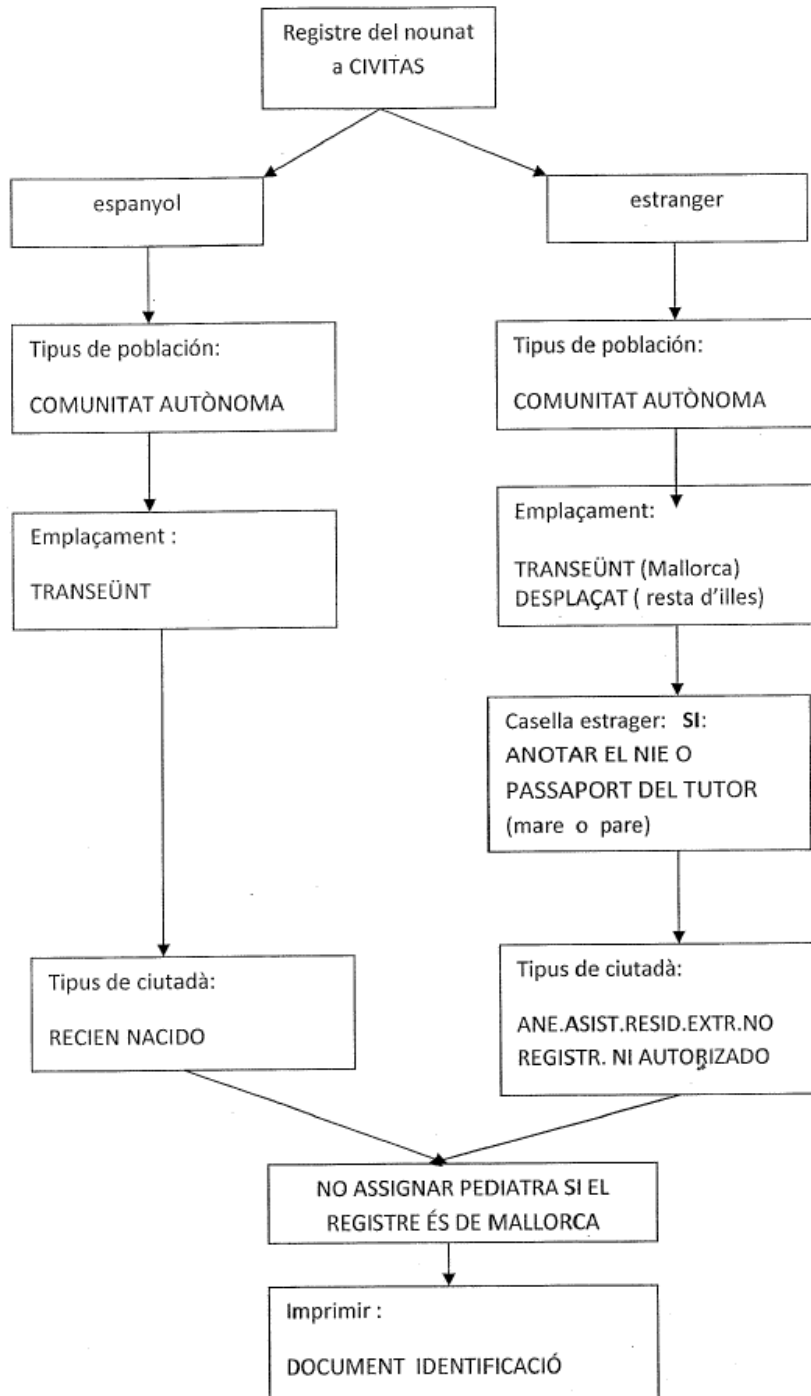 Registre del nounat
a CIVITAS
espanyol
estranger
Tipus de población:
COMUNITAT AUTÒNOMA
Tipus de población:
COMUNITAT AUTÒNOMA
Emplaçament :
TRANSEÜNT
Emplaçament:
TRANSEÜNT (Mallorca)
DESPLAÇAT ( resta d'illes)
Casella estrager: SI:
ANOTAR EL NIE O
PASSAPORT DEL TUTOR
(mare o pare)
Tipus de ciutadà:
RECIEN NACIDO
Tipus de ciutadà:
ANE.ASIST.RESID.EXTR.NO
REGISTR. NI AUTORIZADO
NO ASSIGNAR PEDIATRA SI EL
REGISTRE ÉS DE MALLORCA
Imprimir :
DOCUMENT IDENTIFICACIÓ